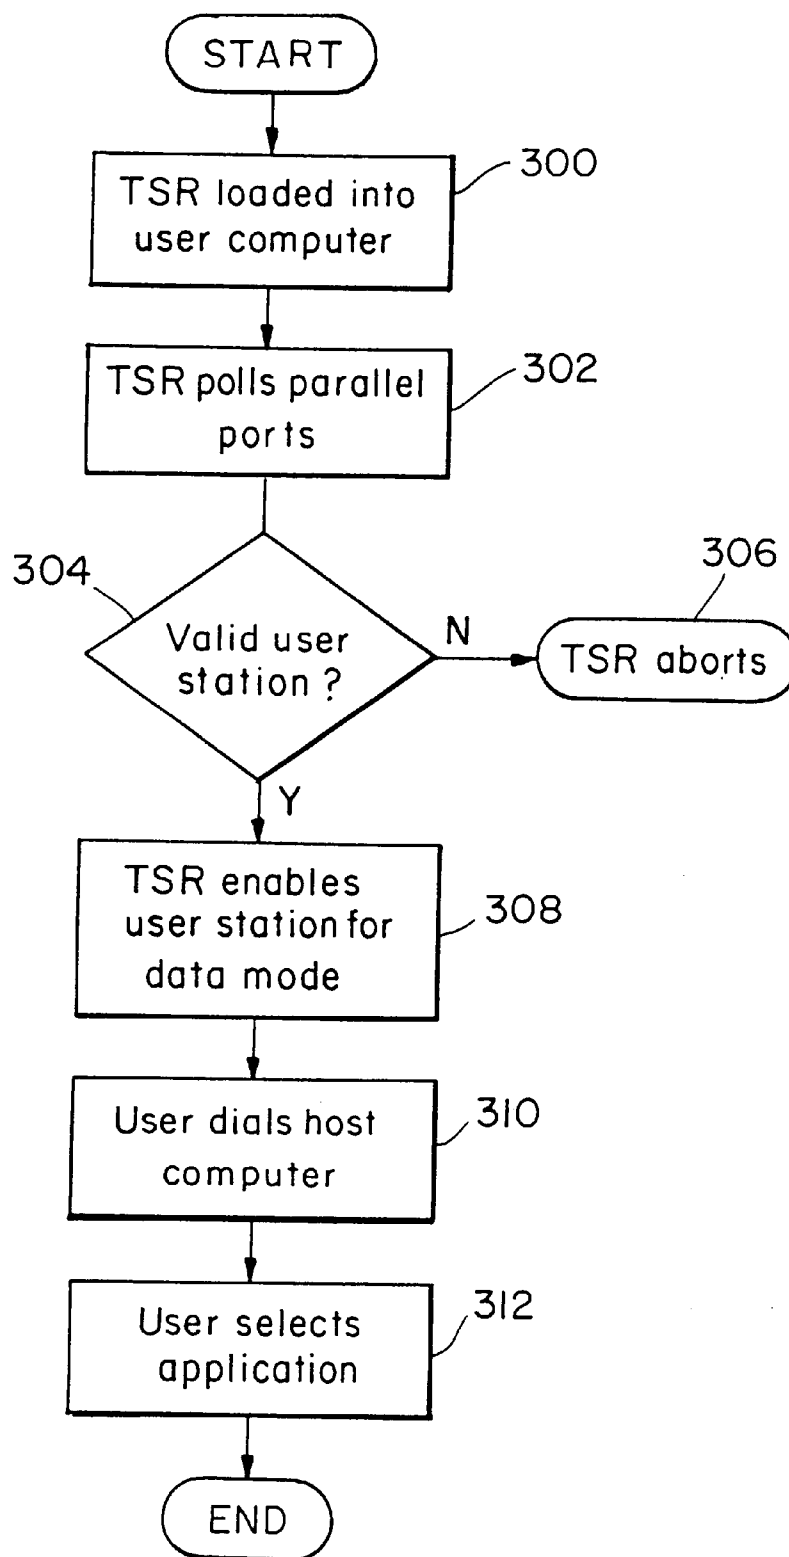 START
TSR loaded into
user computer
300
TSR polls parallel
ports
302
304
Valid user
station?
N
306
TSR aborts
Y
TSR enables
user station for
data mode
308
User dials host
computer
310
User selects
application
312
END